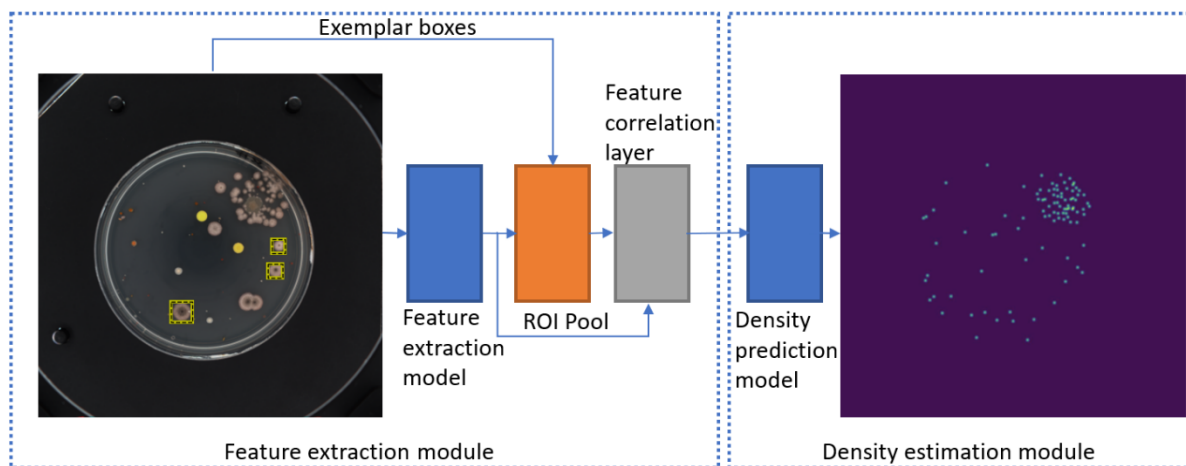 Exemplar boxes
Feature
correlation
layer
Feature
extraction
model
ROI Pool
Density
prediction
model
Feature extraction module
Density estimation module